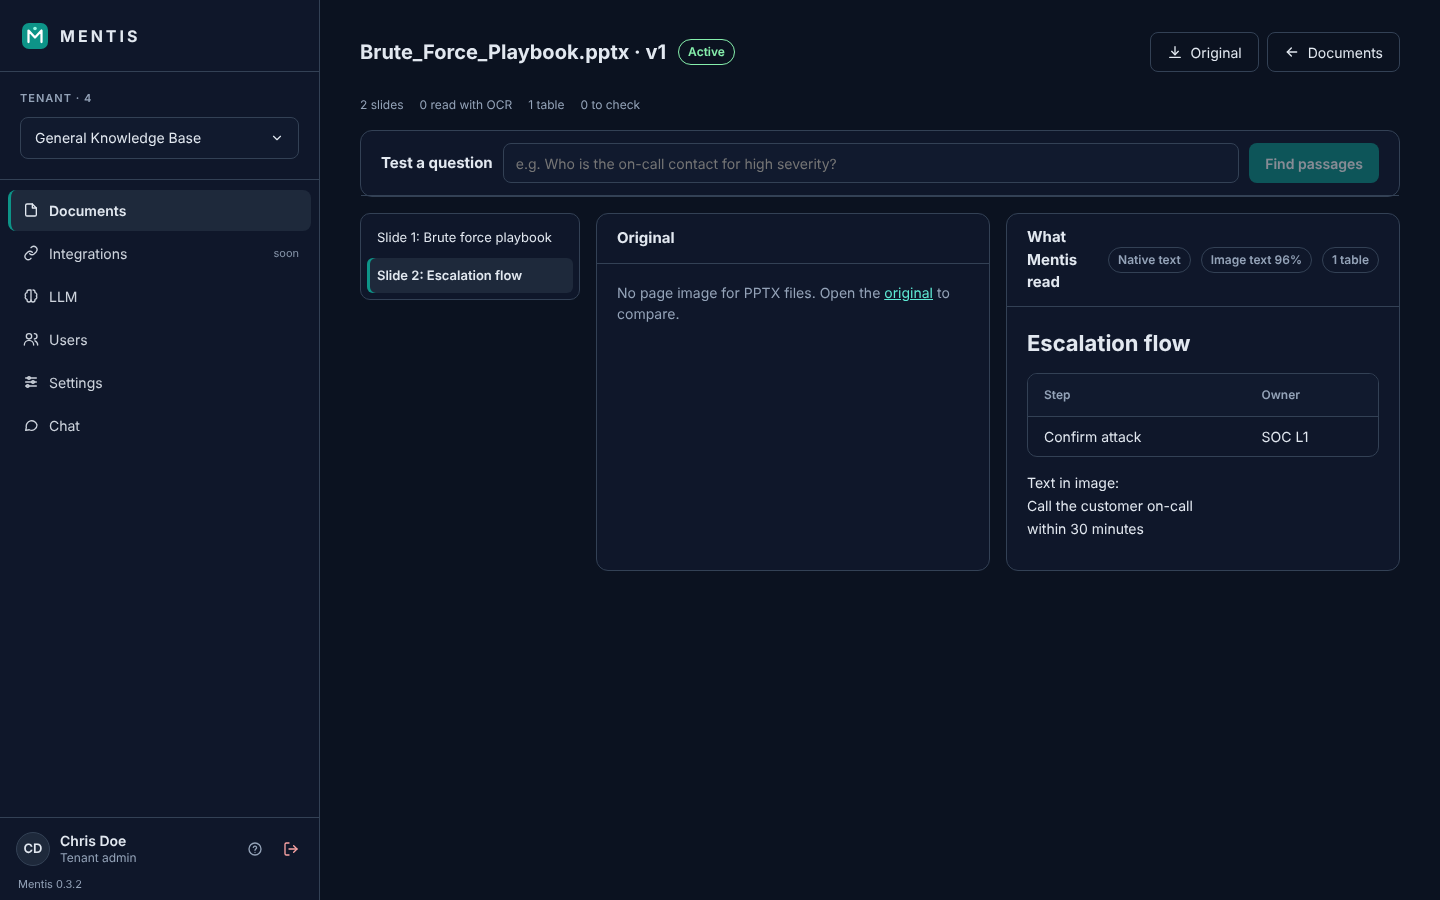 MENTIS
TENANT · 4
General Knowledge Base
Documents
Integrations
soon
LLM
Users
Settings
Chat
CD
Chris Doe
Tenant admin
Mentis 0.3.2
Brute_Force_Playbook.pptx · v1
Active
Original
Documents
2 slides 0 read with OCR 1 table 0 to check
Test a question
e.g. Who is the on-call contact for high severity?
Find passages
Slide 1: Brute force playbook
Slide 2: Escalation flow
Original
No page image for PPTX files. Open the original to
compare.
What
Mentis
read
Native text
Image text 96%
1 table
Escalation flow
Step Owner
Confirm attack SOC L1
Text in image:
Call the customer on-call
within 30 minutes